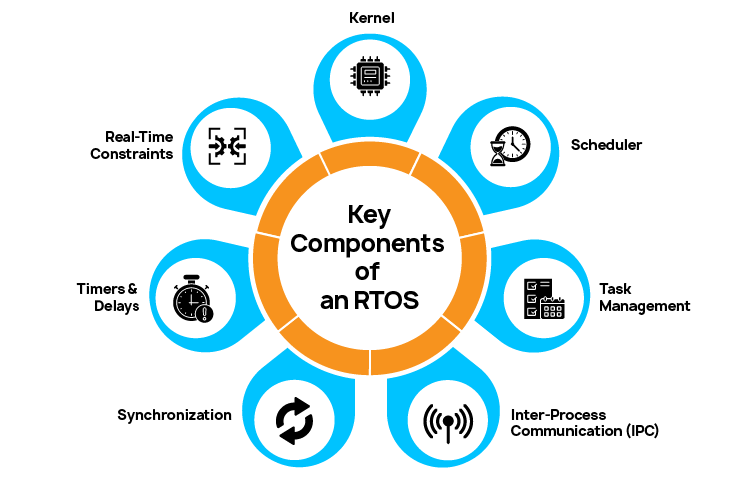 Kernel
Scheduler
Task
Management
Inter-Process
Communication (IPC)
Synchronization
Timers &
Delays
Real-Time
Constraints
Key
Components
of
an RTOS